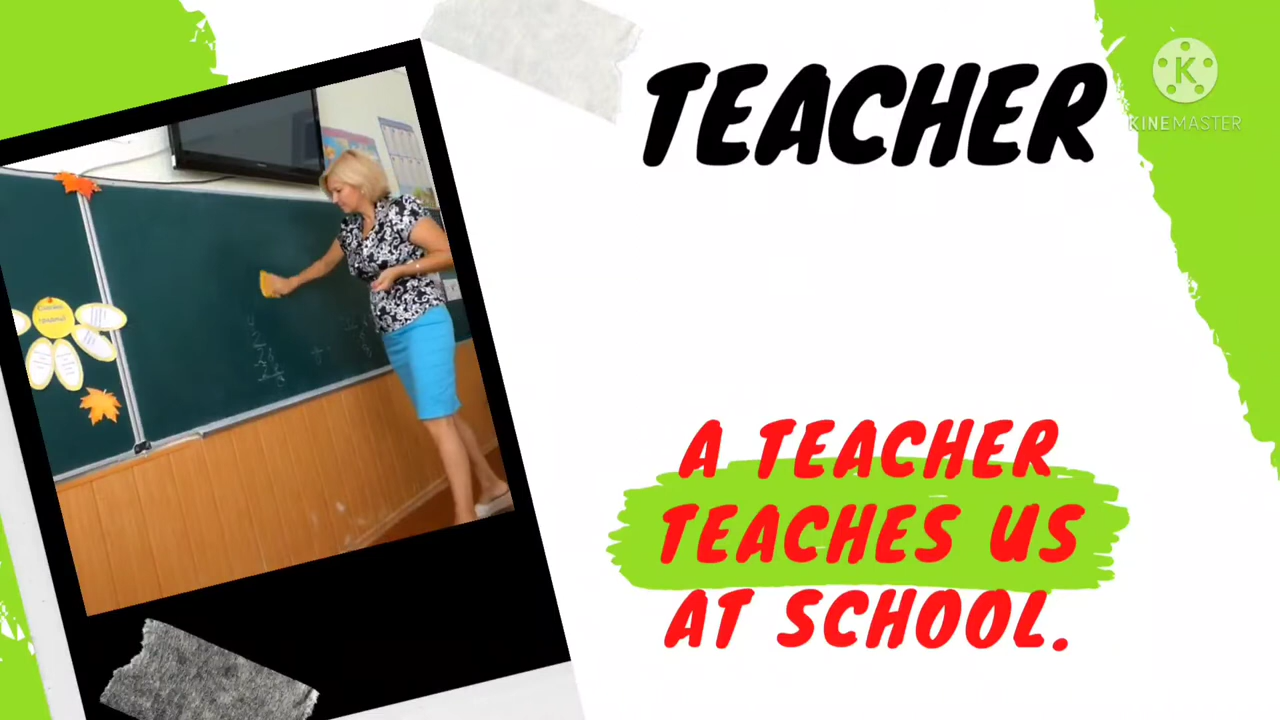 TEACHER
KINEMASTER
A TEACHER
TEACHES US
AT SCHOOL.